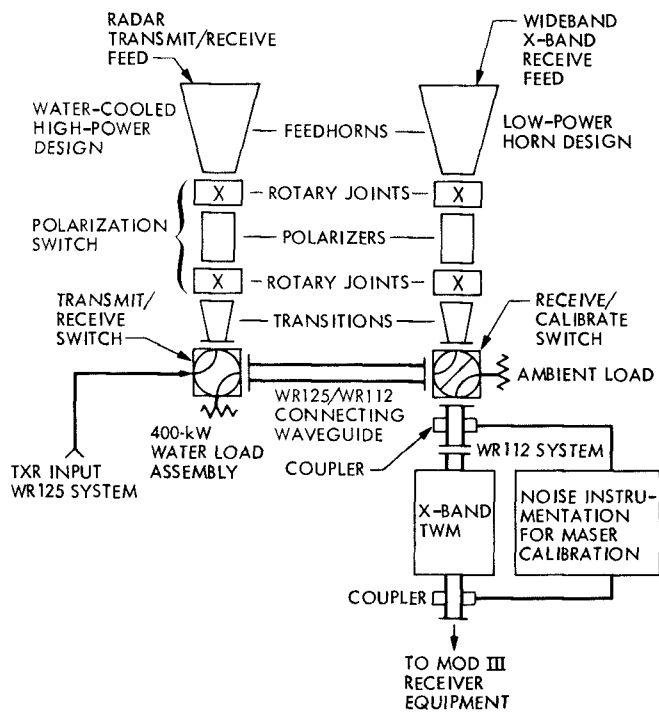 RADAR
TRANSMIT/RECEIVE
FEED
WIDEBAND
X-BAND
RECEIVE
FEED
WATER-COOLED
HIGH-POWER
DESIGN
FEEDHORNS
LOW-POWER
HORN DESIGN
X
ROTARY JOINTS
X
POLARIZATION
SWITCH
POLARIZERS
X
ROTARY JOINTS
X
TRANSMIT/
RECEIVE
SWITCH
TRANSITIONS
RECEIVE/
CALIBRATE
SWITCH
AMBIENT LOAD
WR125/WR112
CONNECTING
WAVEGUIDE
400-kW
WATER LOAD
ASSEMBLY
TXR INPUT
WR125 SYSTEM
COUPLER
WR112 SYSTEM
X-BAND
TWM
NOISE INSTRU-
MENTATION
FOR MASER
CALIBRATION
COUPLER
TO MOD III
RECEIVER
EQUIPMENT